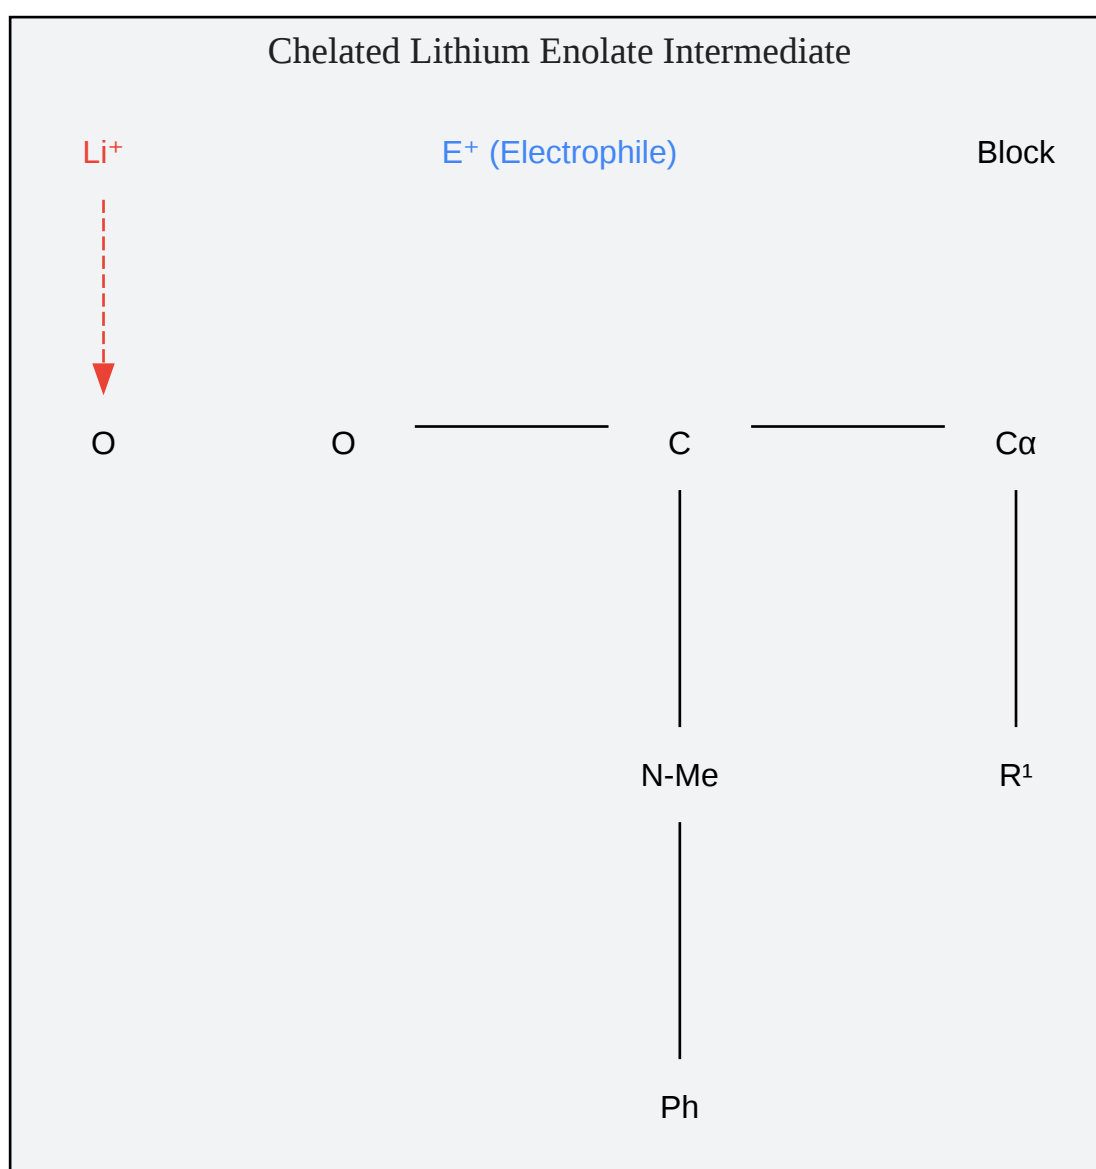 Chelated Lithium Enolate Intermediate
Li⁺ E⁺ (Electrophile) Block
O O C Cα
N-Me R¹
Ph